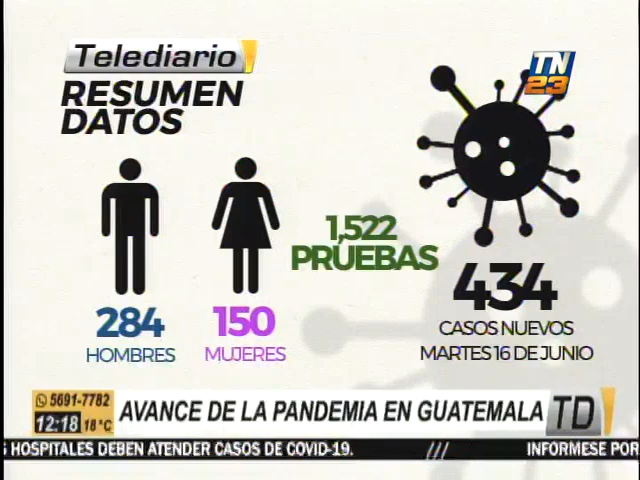 Telediario
TN
23
RESUMEN
DATOS
1,522
PRUEBAS
434
284
150
CASOS NUEVOS
HOMBRES
MUJERES
MARTES 16 DE JUNIO
5691-7782
12:18 18°C
AVANCE DE LA PANDEMIA EN GUATEMALA
TD
HOSPITALES DEBEN ATENDER CASOS DE COVID-19. /// INFORMESE POR